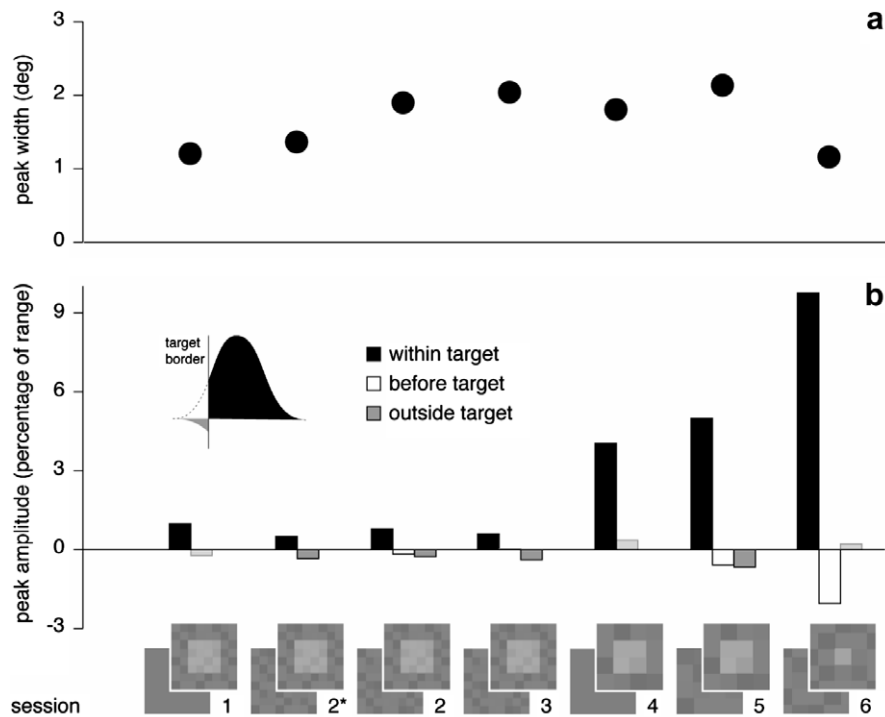 a
3
2
1
0
peak width (deg)
b
9
6
3
0
-3
peak amplitude (percentage of range)
target
border
within target
before target
outside target
session
1
2*
2
3
4
5
6